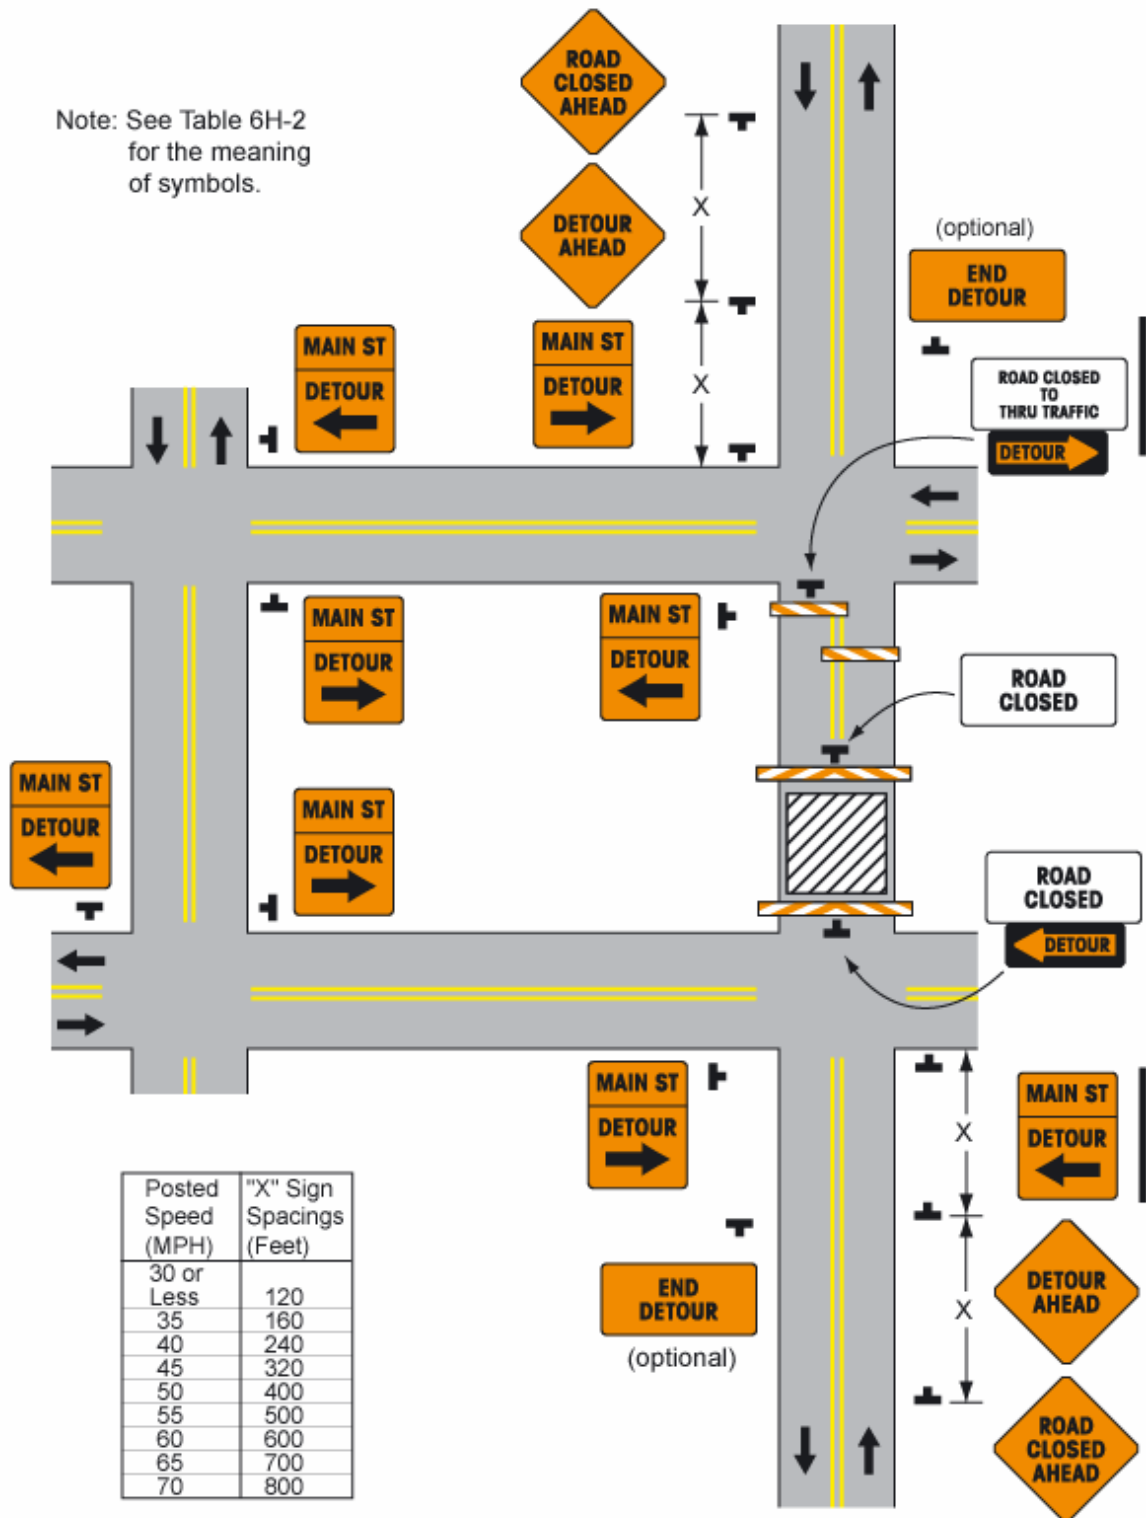 ROAD
CLOSED
AHEAD
Note: See Table 6H-2
for the meaning
of symbols.
X
DETOUR
AHEAD
(optional)
END
DETOUR
MAIN ST
DETOUR
MAIN ST
DETOUR
X
ROAD CLOSED
TO
THRU TRAFFIC
DETOUR
MAIN ST
DETOUR
MAIN ST
DETOUR
ROAD
CLOSED
MAIN ST
DETOUR
MAIN ST
DETOUR
ROAD
CLOSED
DETOUR
MAIN ST
DETOUR
X
MAIN ST
DETOUR
END
DETOUR
(optional)
X
DETOUR
AHEAD
ROAD
CLOSED
AHEAD
Posted Speed (MPH) "X" Sign Spacings (Feet)
30 or Less 120
35 160
40 240
45 320
50 400
55 500
60 600
65 700
70 800